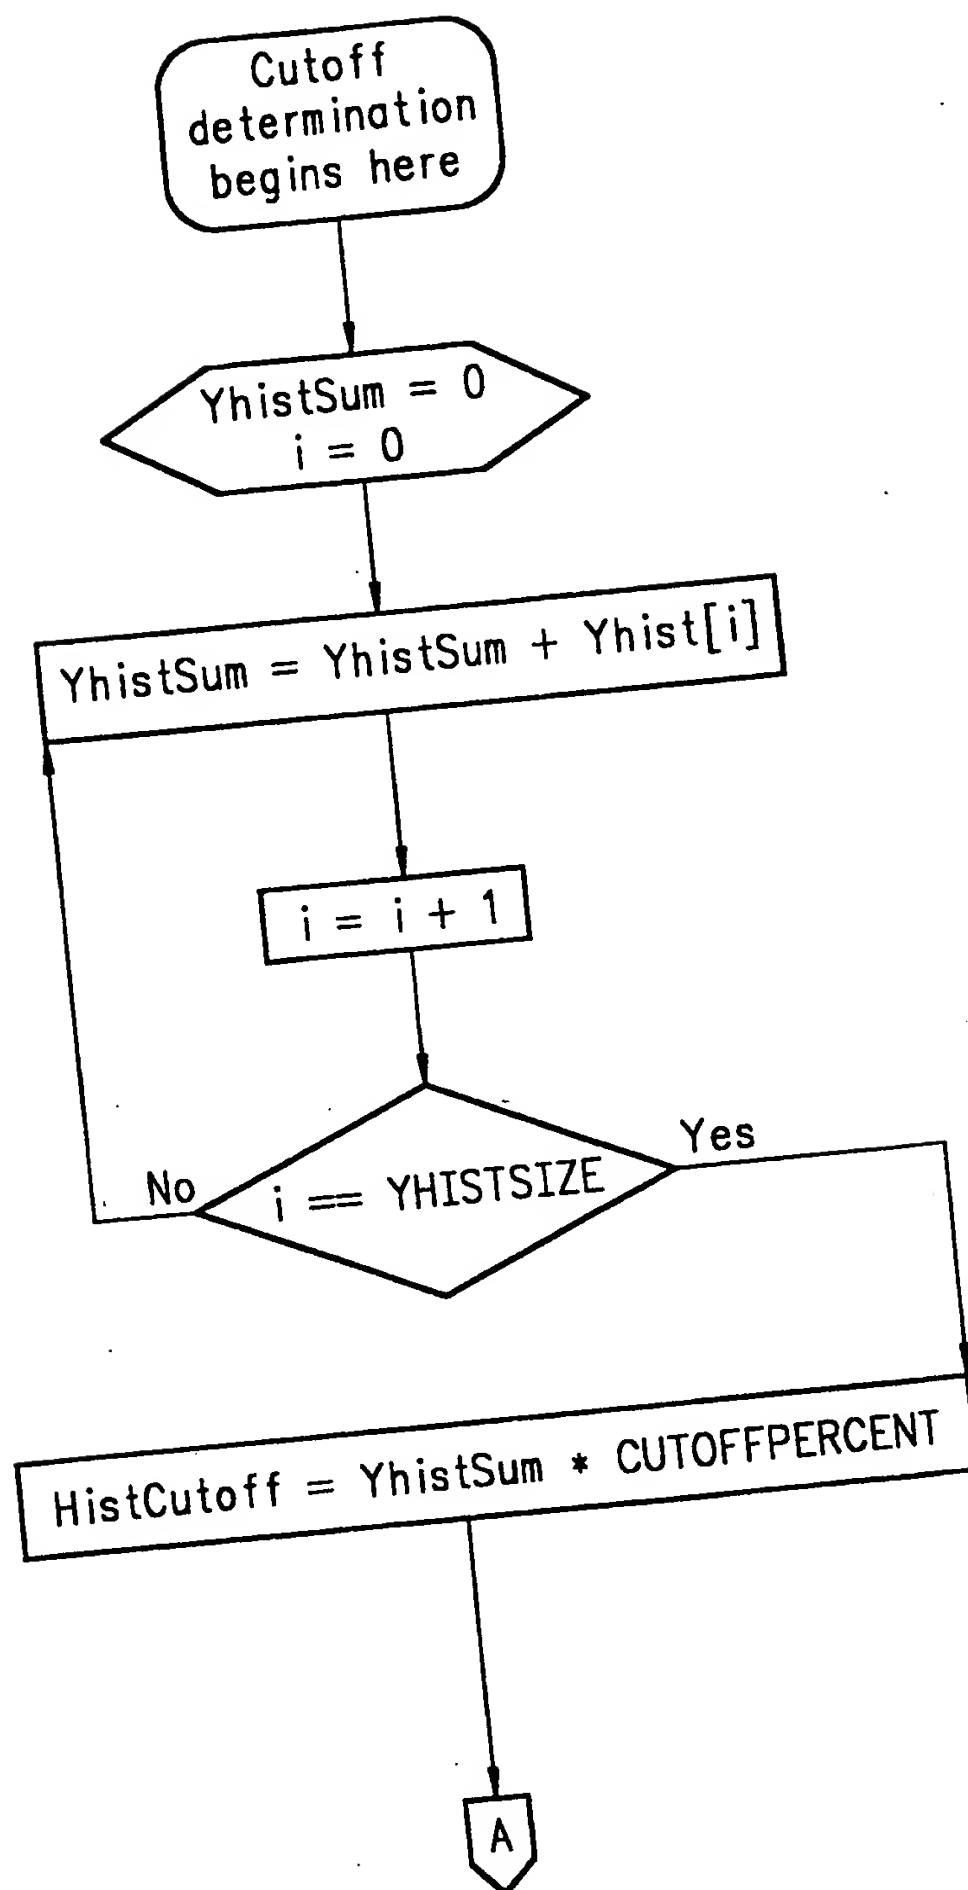 Cutoff
determination
begins here
YhistSum = 0
i = 0
YhistSum = YhistSum + Yhist[i]
i = i + 1
i == YHISTSIZE
No
Yes
HistCutoff = YhistSum * CUTOFFPERCENT
A